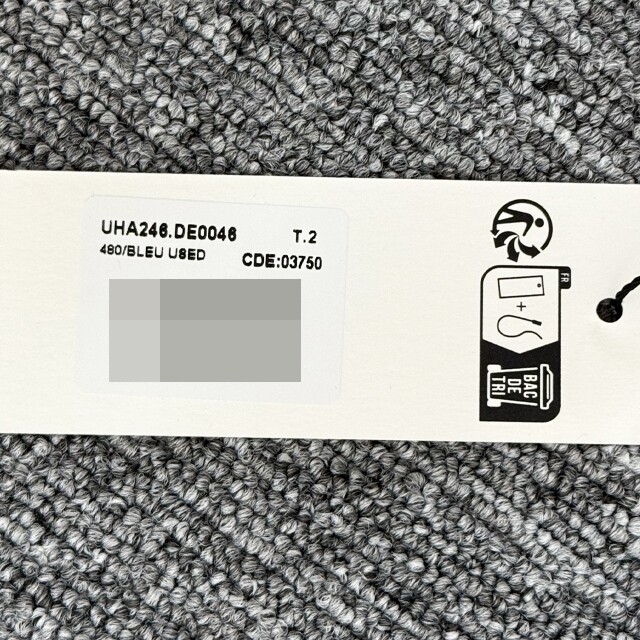 UHA246.DE0046 T.2
480/BLEU USED
CDE:03750
FR
+
BAC
DE
TRI